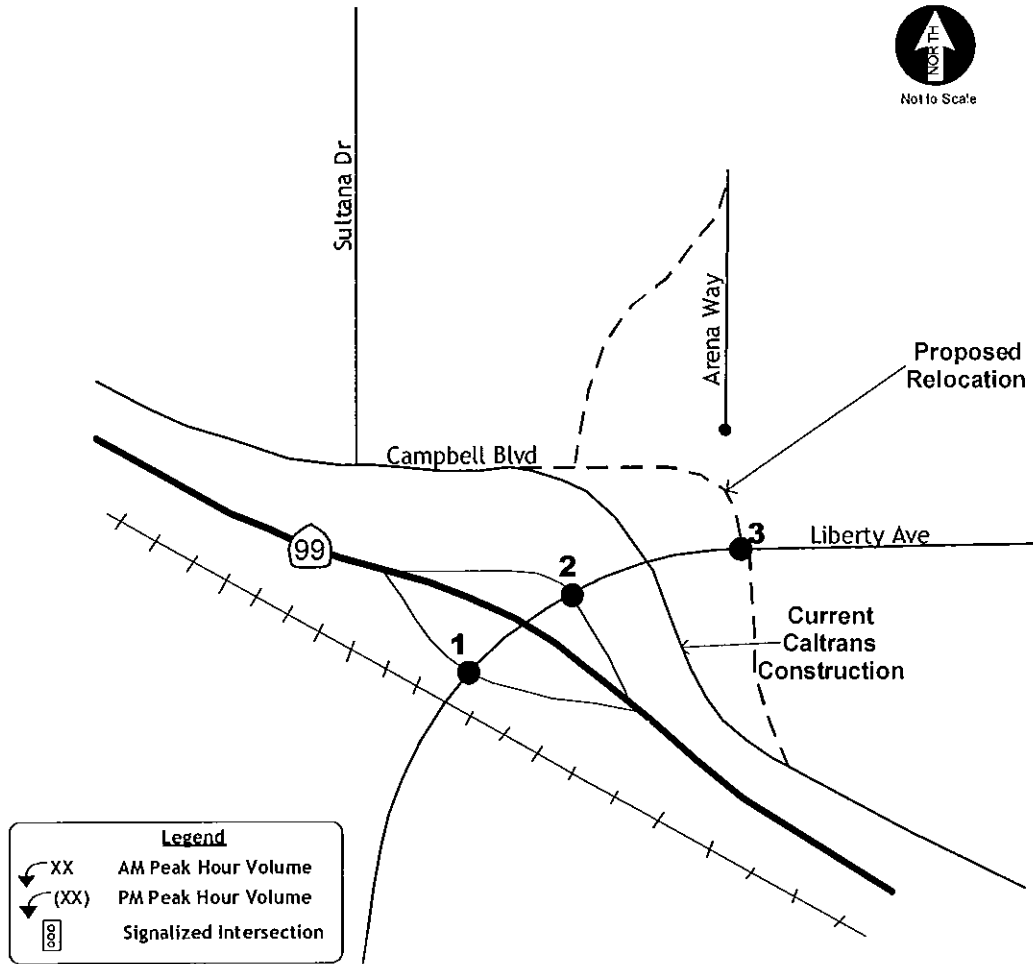 NORTH
Not to Scale
Sultana Dr
Arena Way
Proposed
Relocation
Campbell Blvd
3
Liberty Ave
99
2
Current
Caltrans
Construction
1
Legend
XX AM Peak Hour Volume
(XX) PM Peak Hour Volume
Signalized Intersection